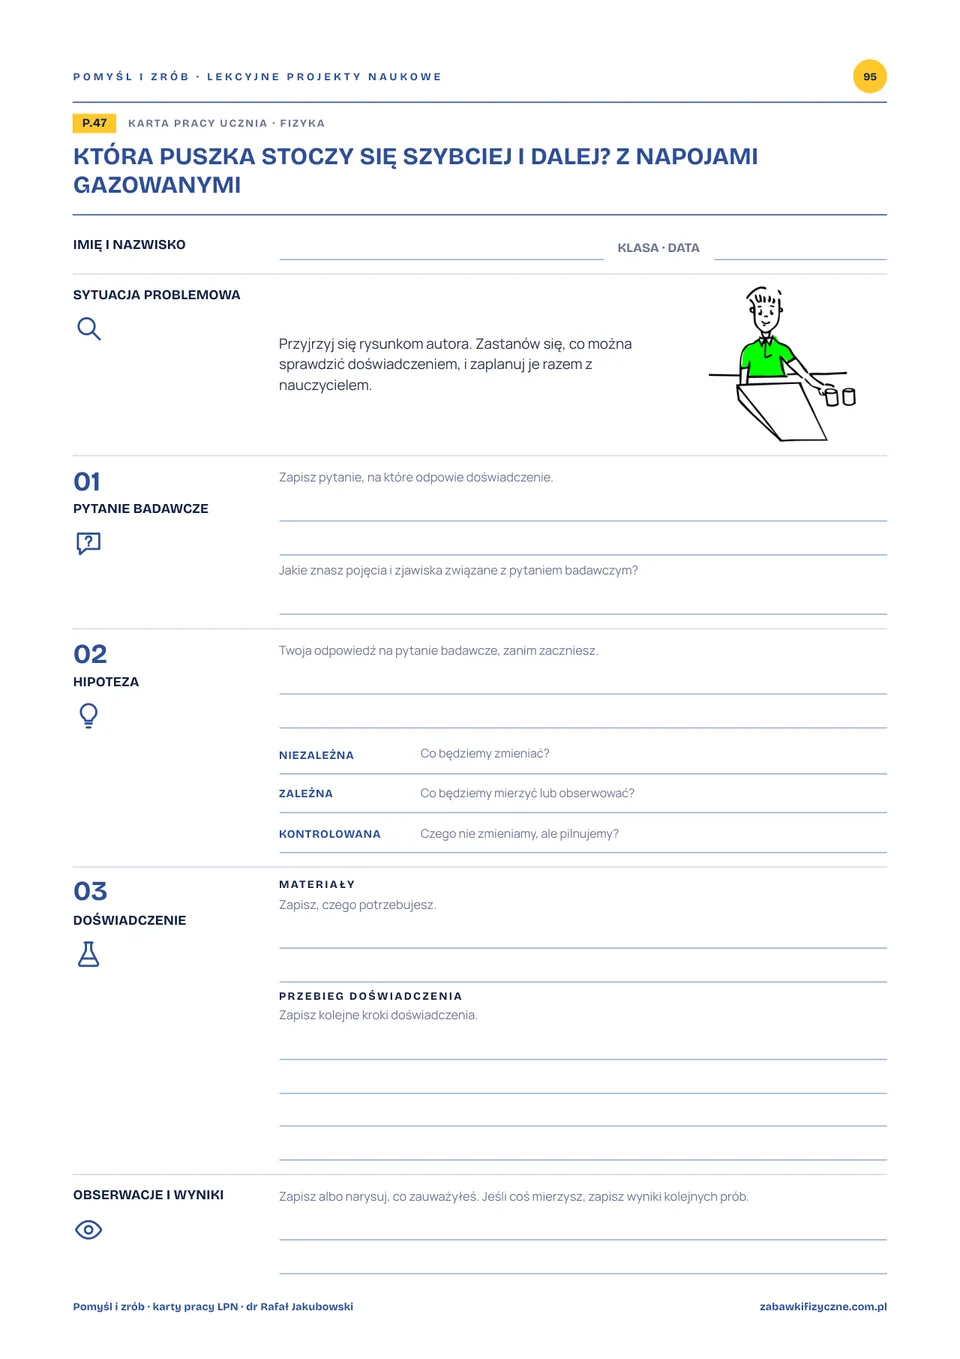 POMYŚL I ZRÓB · LEKCYJNE PROJEKTY NAUKOWE
95
P.47 KARTA PRACY UCZNIA · FIZYKA
KTÓRA PUSZKA STOCZY SIĘ SZYBCIEJ I DALEJ? Z NAPOJAMI
GAZOWANYMI
IMIĘ I NAZWISKO
KLASA · DATA
SYTUACJA PROBLEMOWA
Przyjrzyj się rysunkom autora. Zastanów się, co można
sprawdzić doświadczeniem, i zaplanuj je razem z
nauczycielem.
01
PYTANIE BADAWCZE
?
Zapisz pytanie, na które odpowie doświadczenie.
Jakie znasz pojęcia i zjawiska związane z pytaniem badawczym?
02
HIPOTEZA
Twoja odpowiedź na pytanie badawcze, zanim zaczniesz.
NIEZALEŻNA Co będziemy zmieniać?
ZALEŻNA Co będziemy mierzyć lub obserwować?
KONTROLOWANA Czego nie zmieniamy, ale pilnujemy?
03
DOŚWIADCZENIE
MATERIAŁY
Zapisz, czego potrzebujesz.
PRZEBIEG DOŚWIADCZENIA
Zapisz kolejne kroki doświadczenia.
OBSERWACJE I WYNIKI
Zapisz albo narysuj, co zauważyłeś. Jeśli coś mierzysz, zapisz wyniki kolejnych prób.
Pomyśl i zrób · karty pracy LPN · dr Rafał Jakubowski
zabawkifizyczne.com.pl